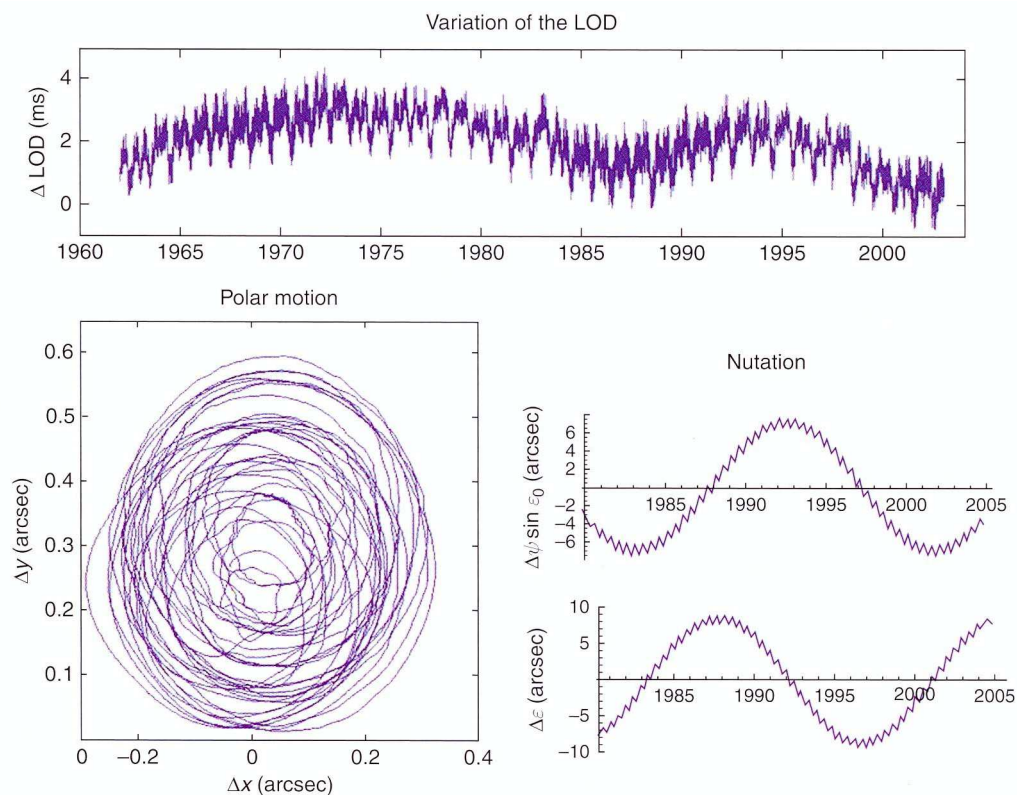 Variation of the LOD
Δ LOD (ms)
4
2
0
1960 1965 1970 1975 1980 1985 1990 1995 2000
Polar motion
Δy (arcsec)
0.6
0.5
0.4
0.3
0.2
0.1
0 −0.2 0 0.2 0.4
Δx (arcsec)
Nutation
Δψ sin ε0 (arcsec)
6
2
−2
−4
−6
1985 1990 1995 2000 2005
Δε (arcsec)
10
5
0
−5
−10
1985 1990 1995 2000 2005